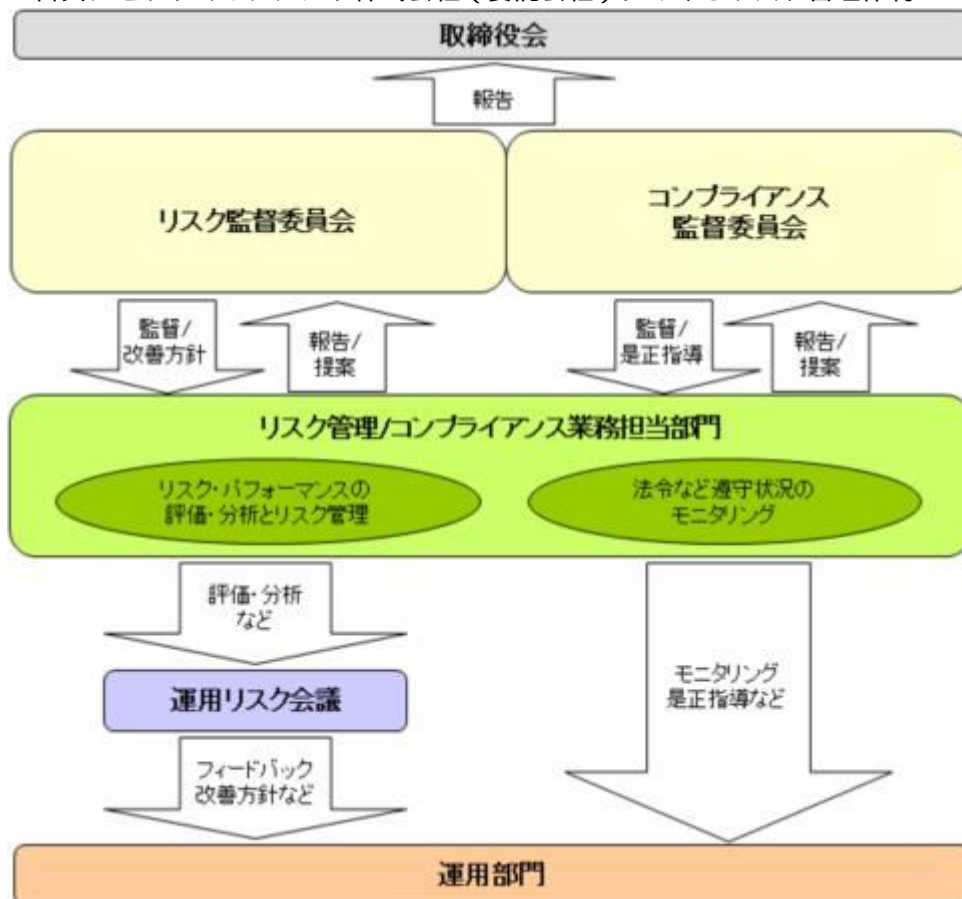 取締役会
報告
リスク監督委員会
コンプライアンス
監督委員会
監督/
改善方針
報告/
提案
監督/
是正指導
報告/
提案
リスク管理/コンプライアンス業務担当部門
リスク・パフォーマンスの
評価・分析とリスク管理
法令など遵守状況の
モニタリング
評価・分析
など
運用リスク会議
モニタリング
是正指導など
フィードバック
改善方針など
運用部門